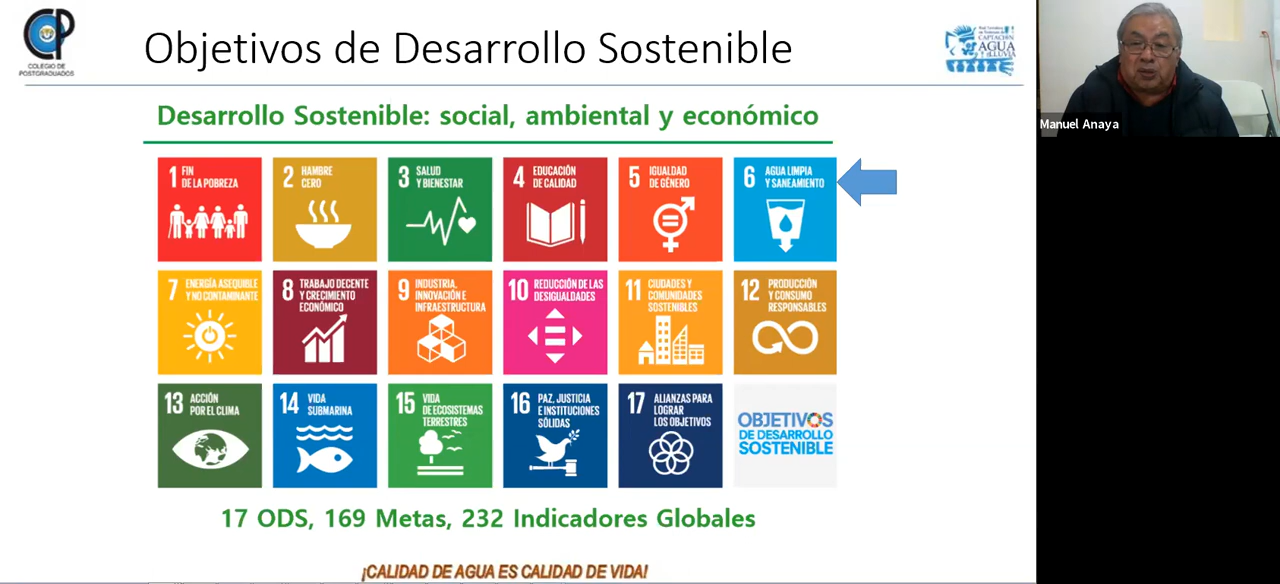 COLEGIO DE
POSTGRADUADOS
Objetivos de Desarrollo Sostenible
CAPTACIÓN
AGUA
LLUVIA
Manuel Anaya
Desarrollo Sostenible: social, ambiental y económico
1 FIN
DE LA POBREZA
2 HAMBRE
CERO
3 SALUD
Y BIENESTAR
4 EDUCACIÓN
DE CALIDAD
5 IGUALDAD
DE GÉNERO
6 AGUA LIMPIA
Y SANEAMIENTO
7 ENERGÍA ASEQUIBLE
Y NO CONTAMINANTE
8 TRABAJO DECENTE
Y CRECIMIENTO
ECONÓMICO
9 INDUSTRIA,
INNOVACIÓN E
INFRAESTRUCTURA
10 REDUCCIÓN DE LAS
DESIGUALDADES
11 CIUDADES Y
COMUNIDADES
SOSTENIBLES
12 PRODUCCIÓN
Y CONSUMO
RESPONSABLES
13 ACCIÓN
POR EL CLIMA
14 VIDA
SUBMARINA
15 VIDA
DE ECOSISTEMAS
TERRESTRES
16 PAZ, JUSTICIA
E INSTITUCIONES
SÓLIDAS
17 ALIANZAS PARA
LOGRAR
LOS OBJETIVOS
OBJETIVOS
DE DESARROLLO
SOSTENIBLE
17 ODS, 169 Metas, 232 Indicadores Globales
¡CALIDAD DE AGUA ES CALIDAD DE VIDA!